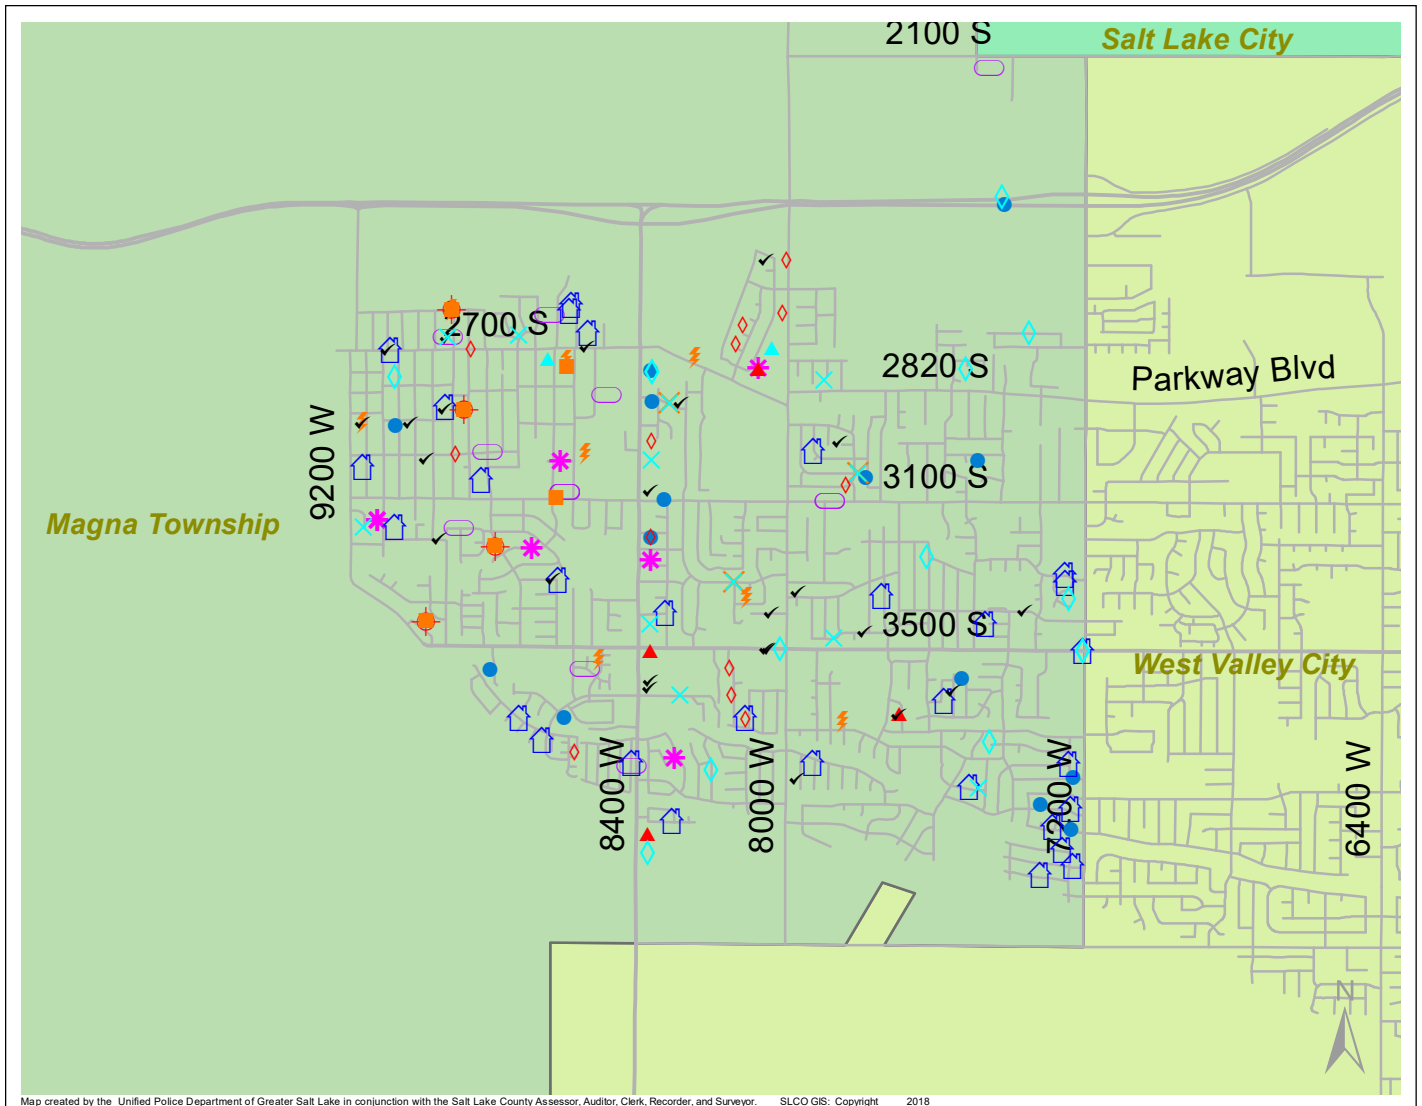 2100 S
Salt Lake City
2700 S
2820 S
Parkway Blvd
9200 W
3100 S
Magna Township
3500 S
West Valley City
8400 W
8000 W
7200 W
6400 W
N
Map created by the Unified Police Department of Greater Salt Lake in conjunction with the Salt Lake County Assessor, Auditor, Clerk, Recorder, and Surveyor. SLCO GIS: Copyright 2018